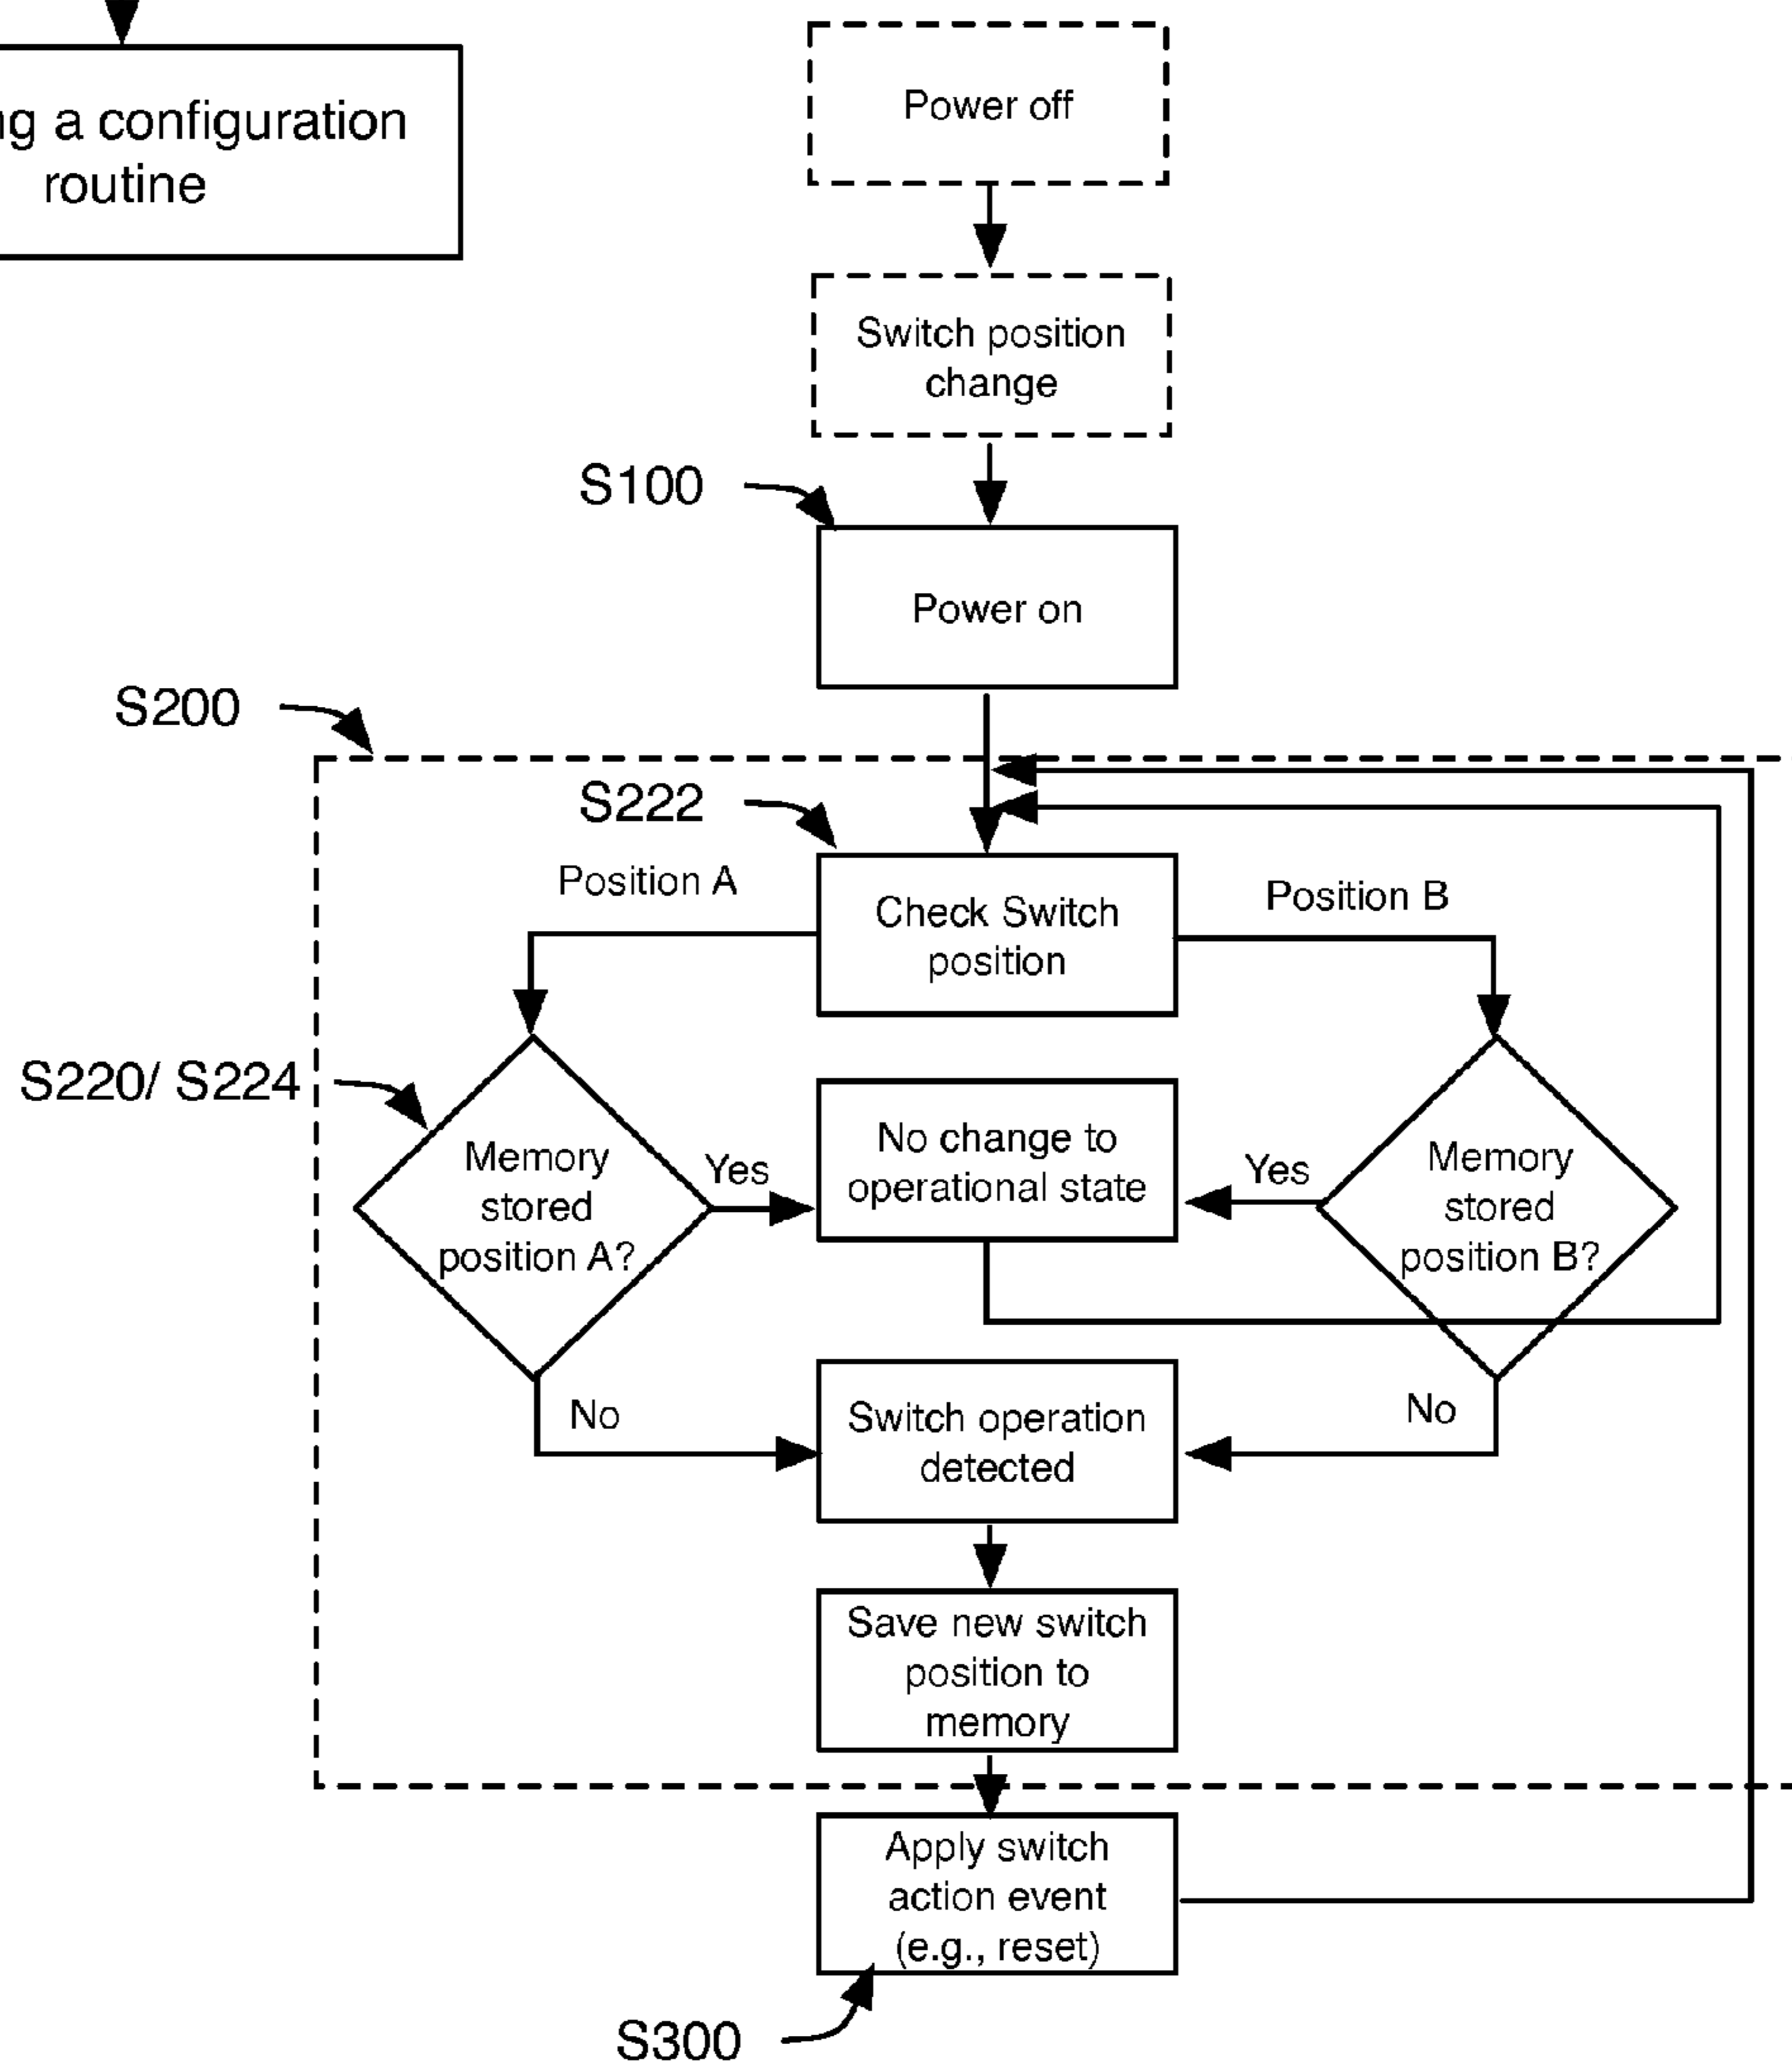 a configuration
routine
Power off
Switch position
change
S100
Power on
S200
S222
Position A
Check Switch
position
Position B
S220/ S224
Memory
stored
position A?
Yes
No change to
operational state
Yes
Memory
stored
position B?
No
Switch operation
detected
No
Save new switch
position to
memory
Apply switch
action event
(e.g., reset)
S300